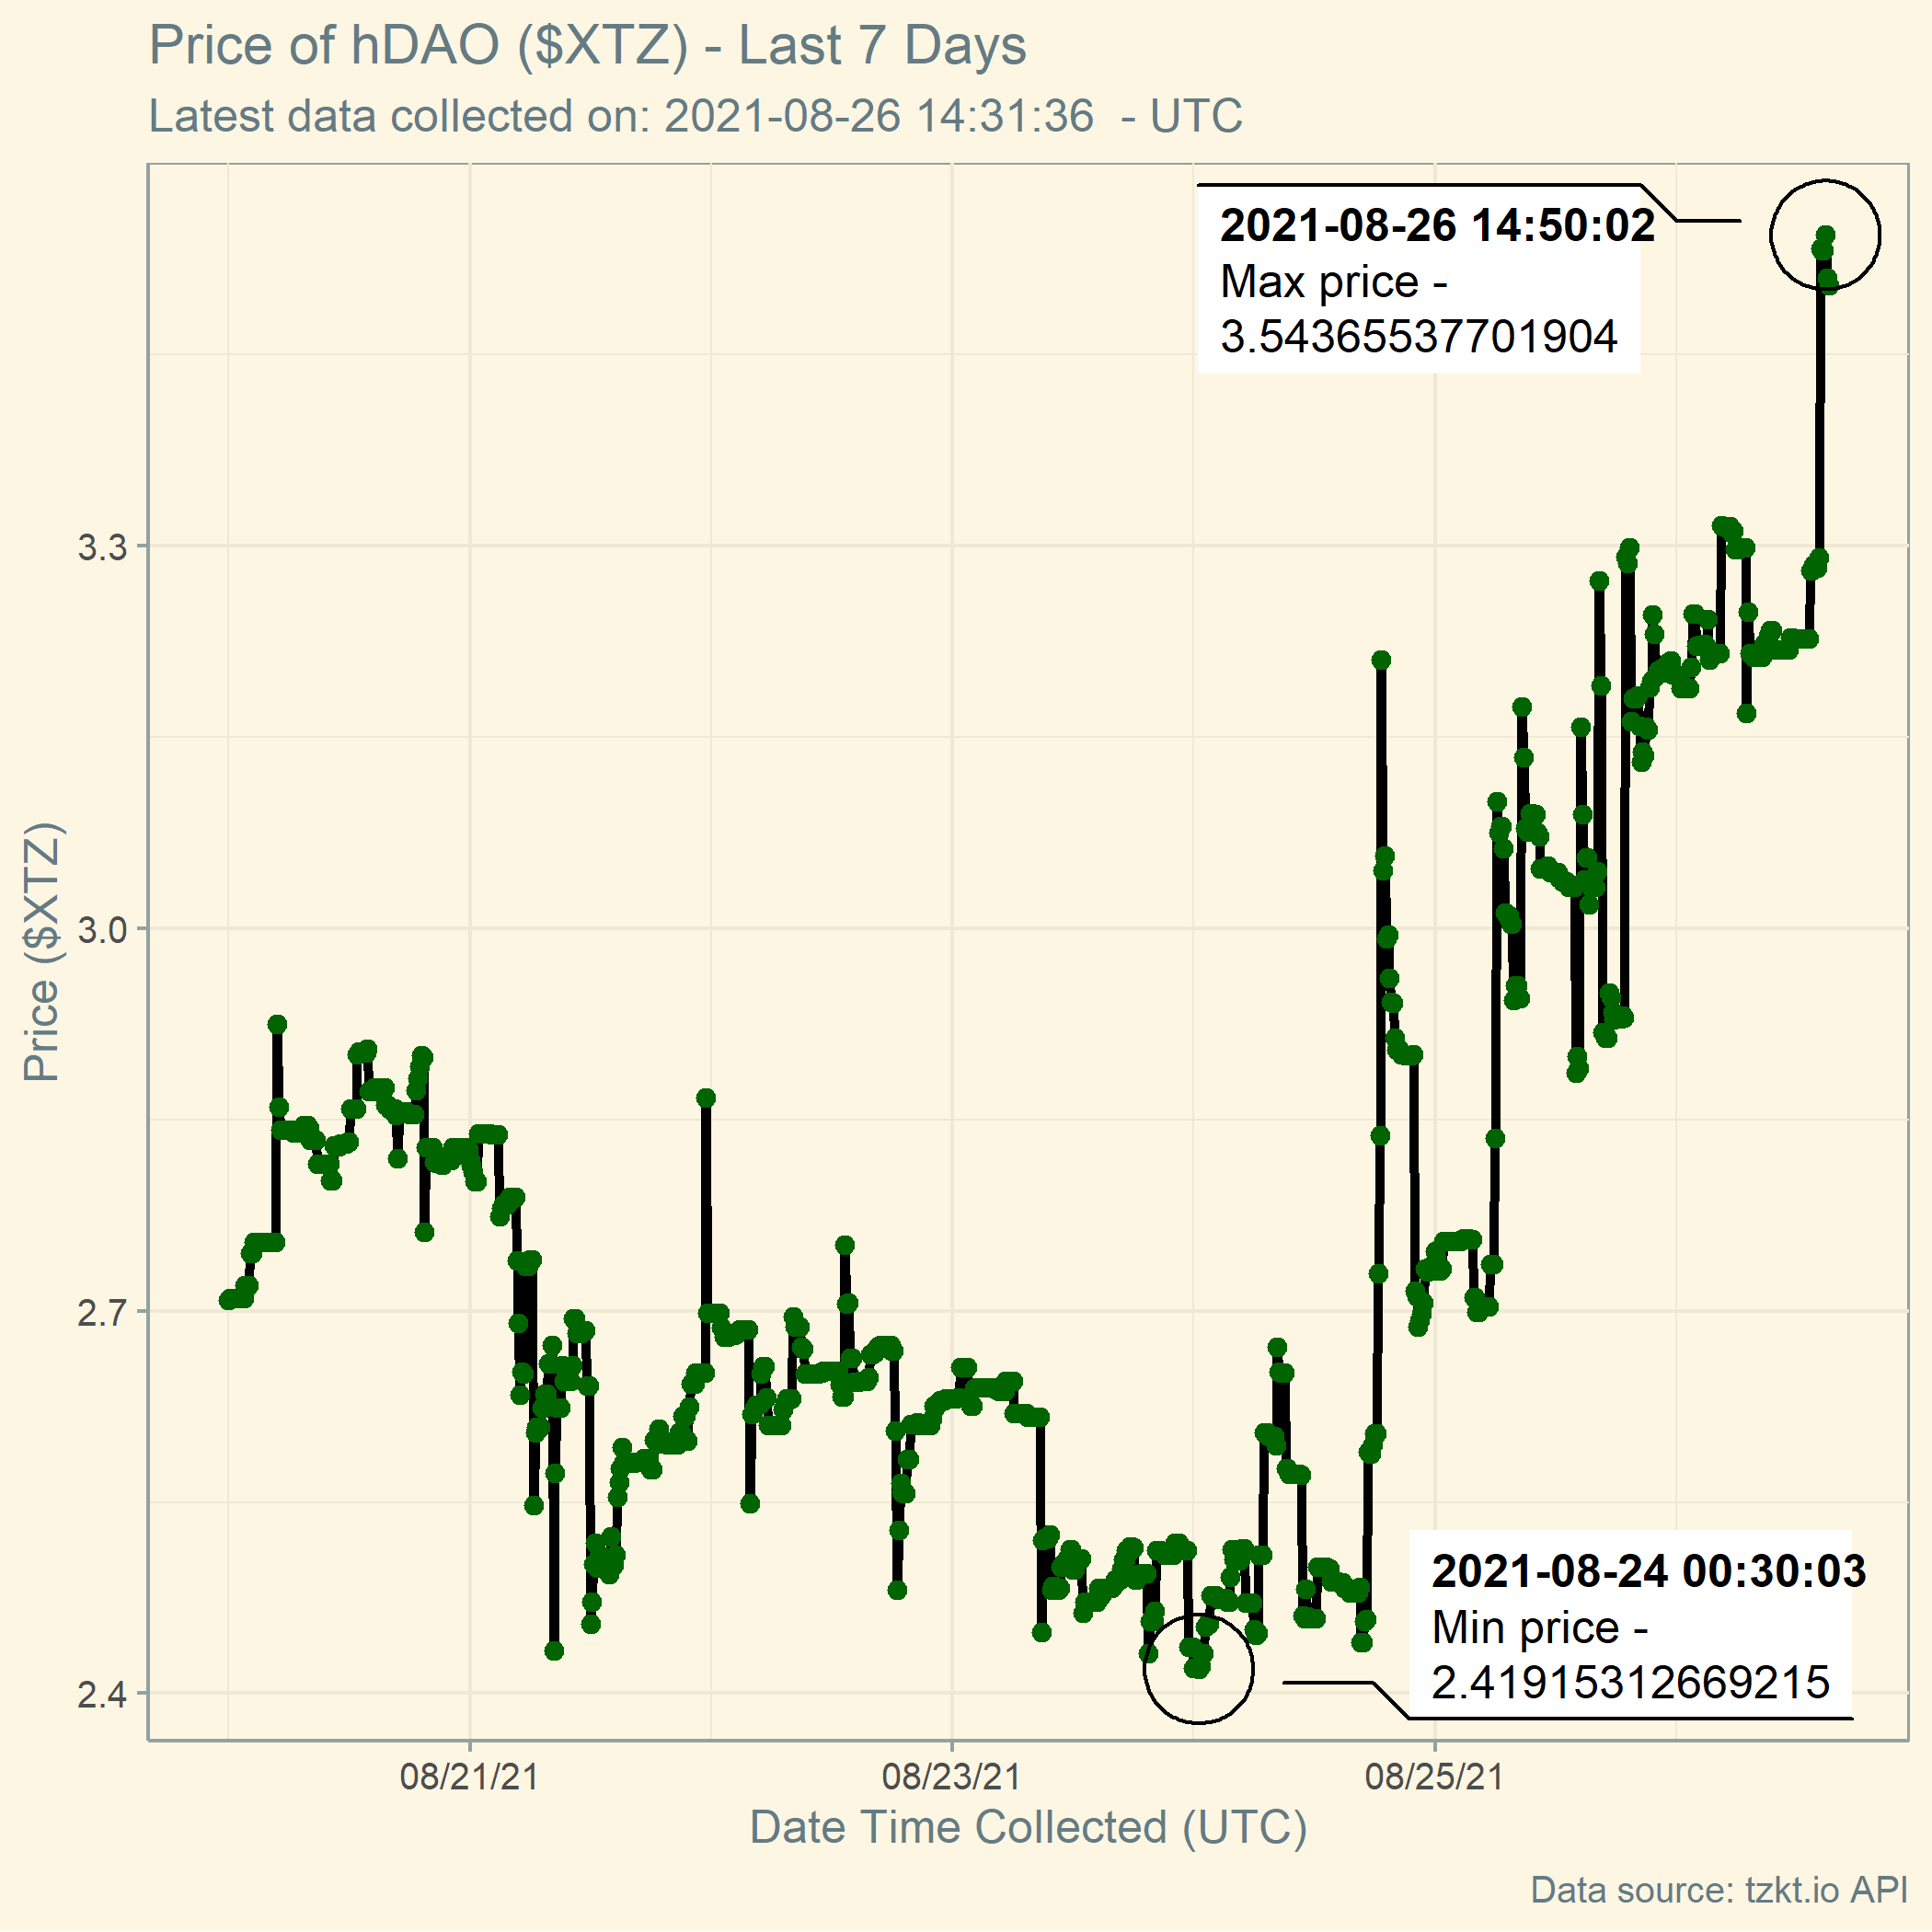 Price of hDAO ($XTZ) - Last 7 Days
Latest data collected on: 2021-08-26 14:31:36  - UTC
2021-08-26 14:50:02
Max price -
3.54365537701904
3.3
3.0
2.7
2.4
Price ($XTZ)
2021-08-24 00:30:03
Min price -
2.41915312669215
08/21/21
08/23/21
08/25/21
Date Time Collected (UTC)
Data source: tzkt.io API